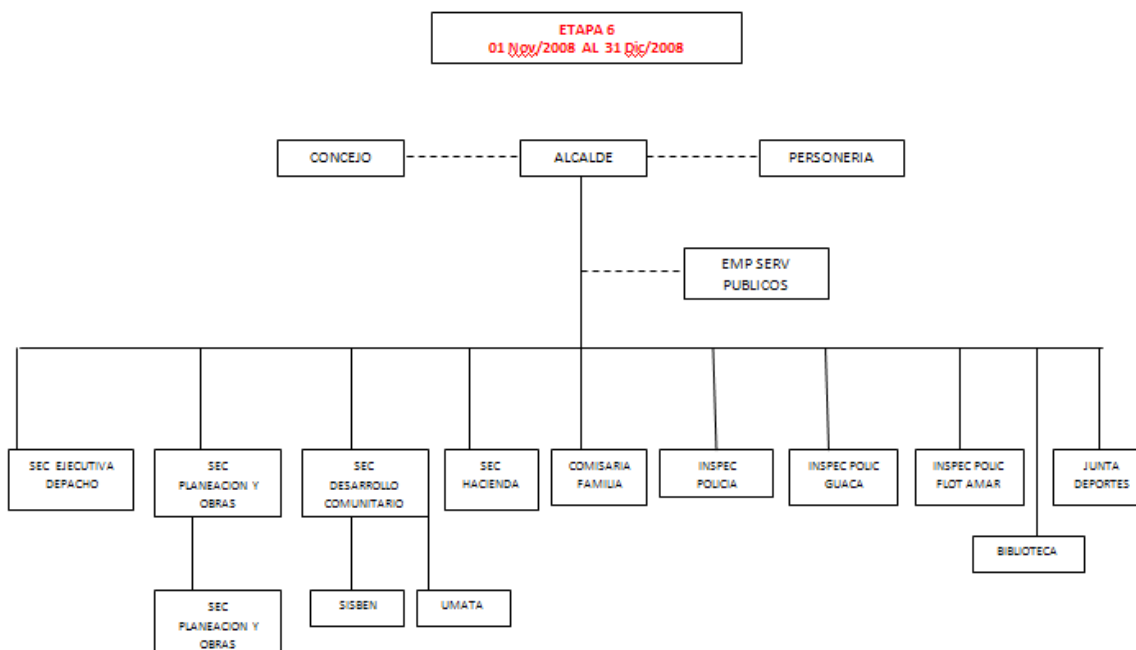 ETAPA 6
01 Nov/2008 AL 31 Dic/2008
CONCEJO
ALCALDE
PERSONERIA
EMP SERV
PUBLICOS
SEC EJECUTIVA
DEPACHO
SEC
PLANEACION Y
OBRAS
SEC
DESARROLLO
COMUNITARIO
SEC
HACIENDA
COMISARIA
FAMILIA
INSPEC
POLICIA
INSPEC POLIC
GUACA
INSPEC POLIC
FLOT AMAR
JUNTA
DEPORTES
BIBLIOTECA
SEC
PLANEACION Y
OBRAS
SISBEN
UMATA